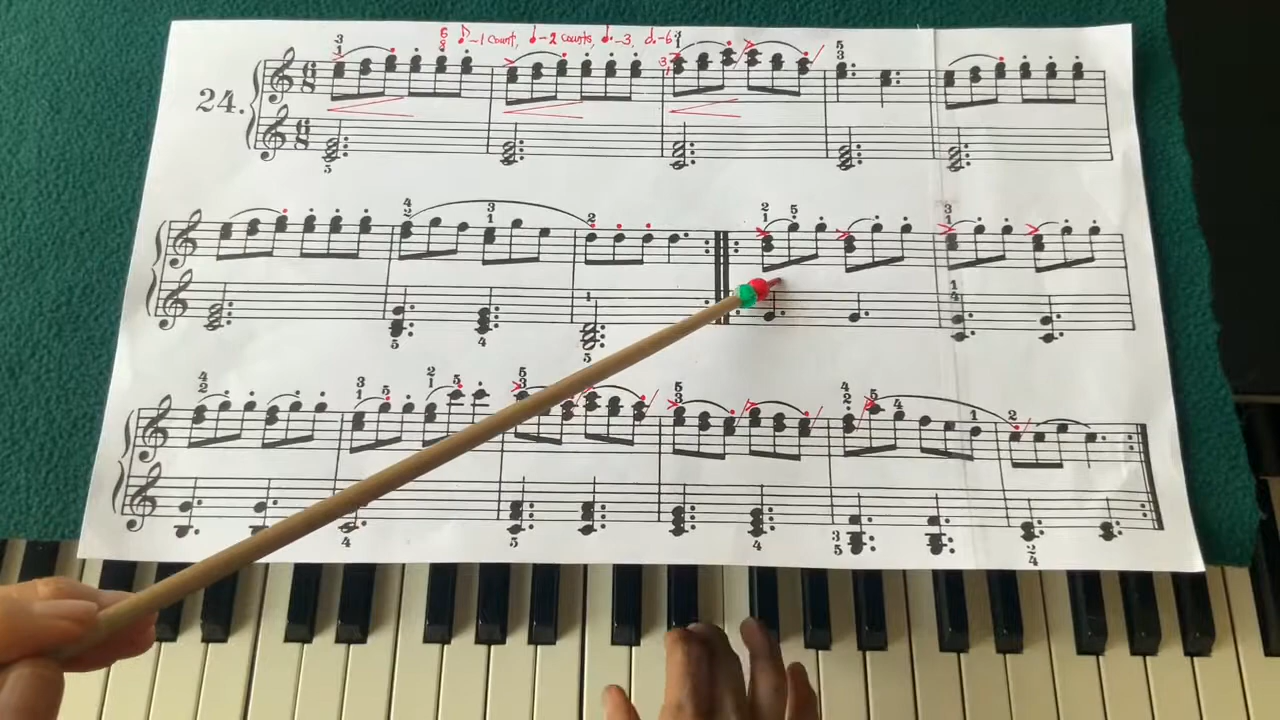 6 8 ♪-1 count, ♩-2 counts, ♩.-3, 𝅗𝅥.-6
24.